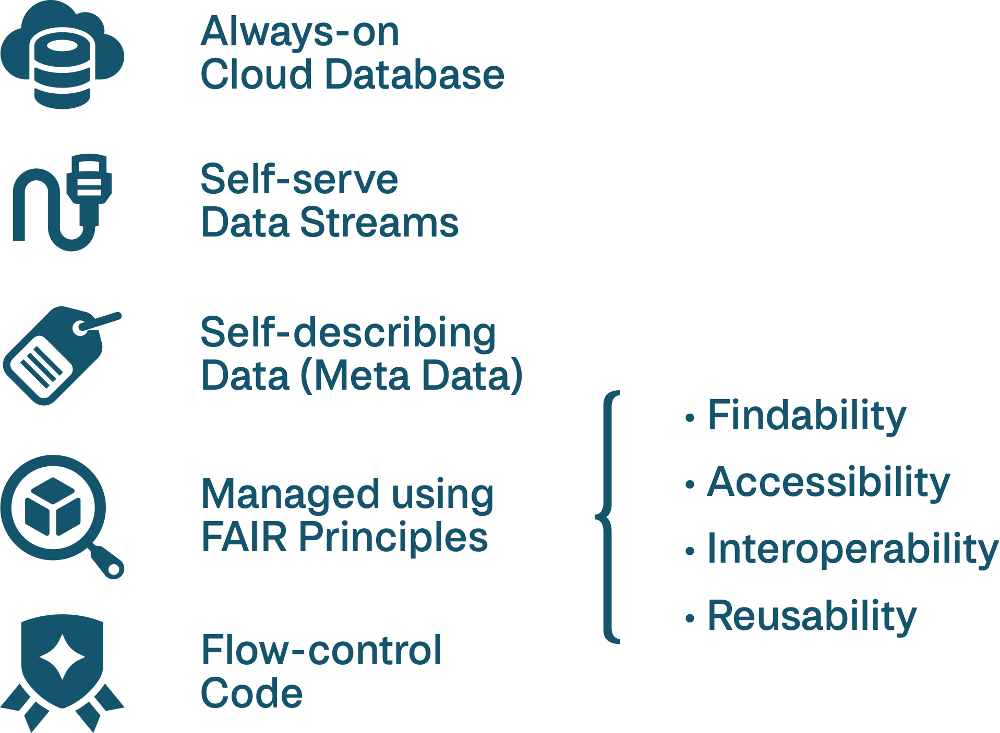 Always-on
Cloud Database
Self-serve
Data Streams
Self-describing
Data (Meta Data)
Managed using
FAIR Principles
• Findability
• Accessibility
• Interoperability
• Reusability
Flow-control
Code